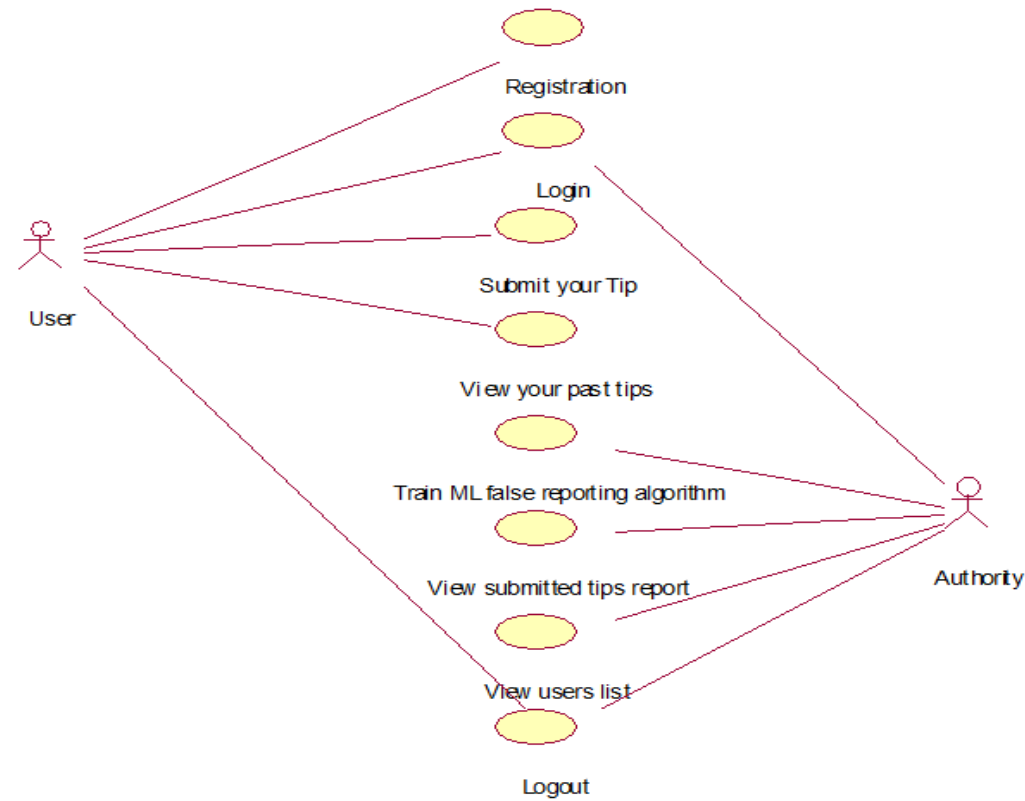 Registration
Login
Submit your Tip
User
View your past tips
Train ML false reporting algorithm
Authority
View submitted tips report
View users list
Logout